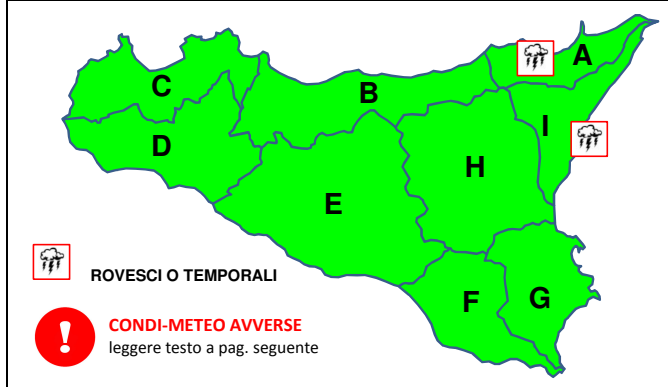 A
C
B
I
D
H
E
ROVESCI O TEMPORALI
F
G
!
CONDI-METEO AVVERSE
leggere testo a pag. seguente